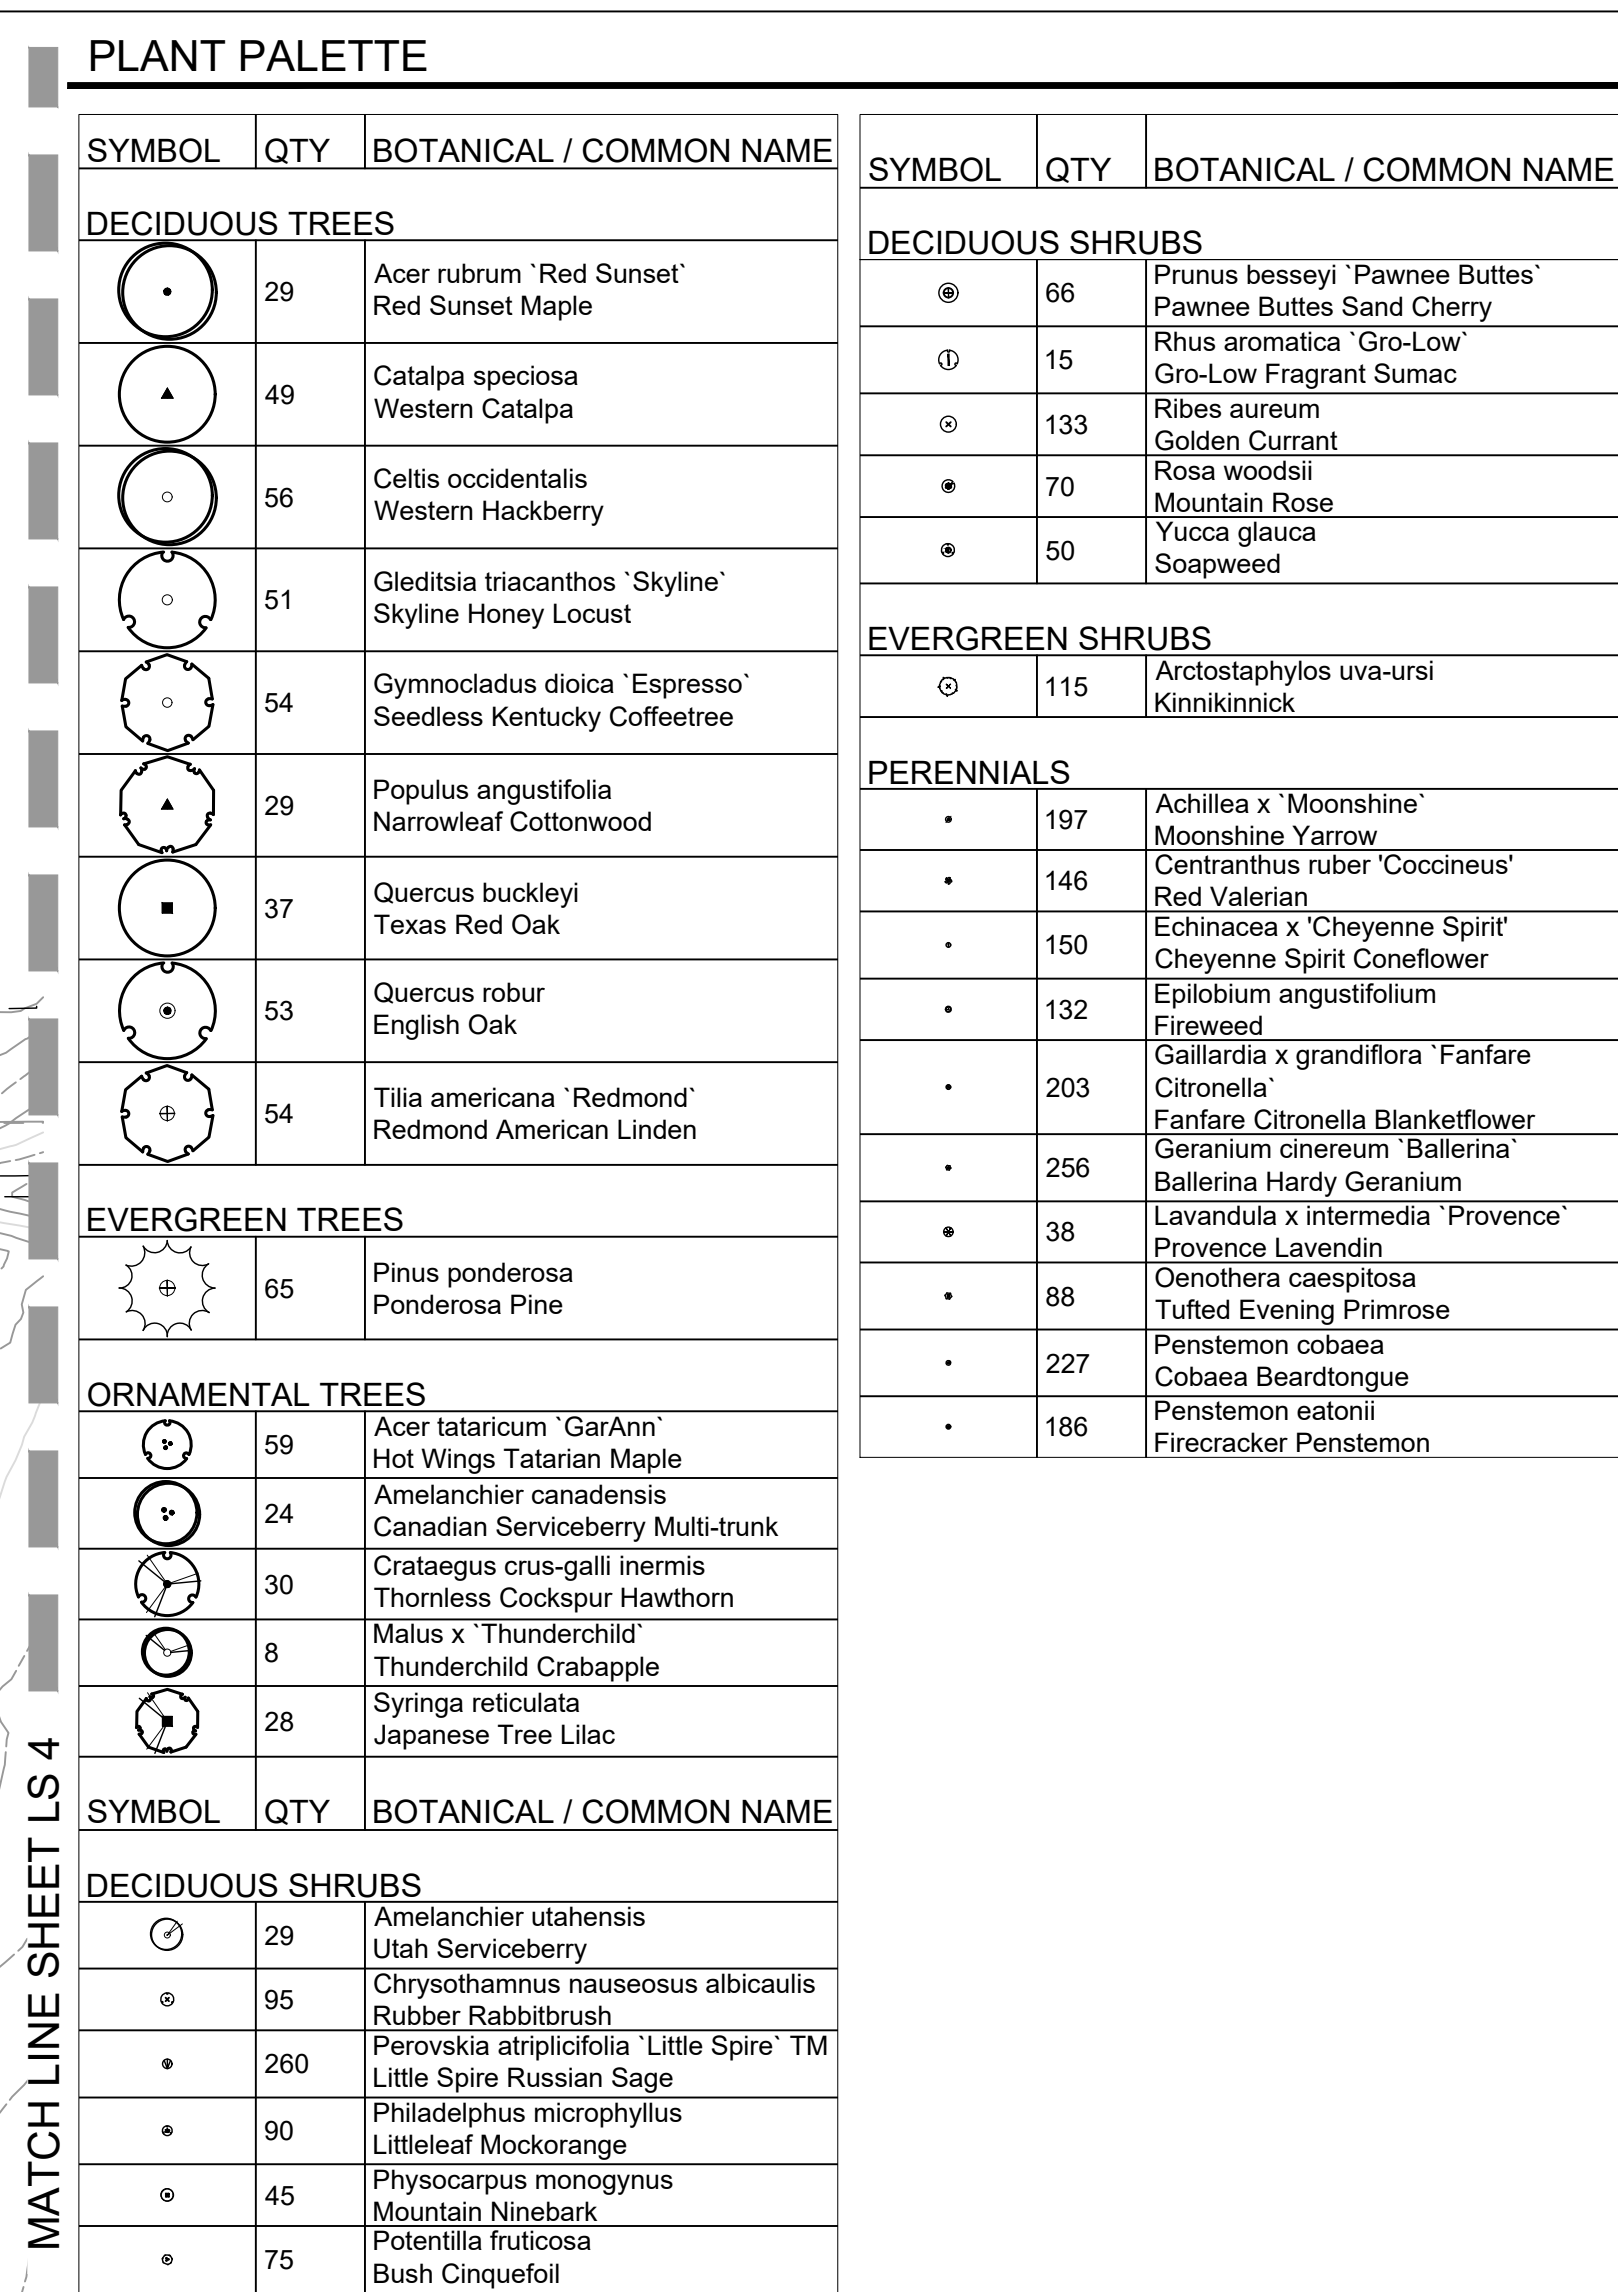 PLANT PALETTE
SYMBOL QTY BOTANICAL / COMMON NAME
DECIDUOUS TREES
29 Acer rubrum `Red Sunset`
Red Sunset Maple
49 Catalpa speciosa
Western Catalpa
56 Celtis occidentalis
Western Hackberry
51 Gleditsia triacanthos `Skyline`
Skyline Honey Locust
54 Gymnocladus dioica `Espresso`
Seedless Kentucky Coffeetree
29 Populus angustifolia
Narrowleaf Cottonwood
37 Quercus buckleyi
Texas Red Oak
53 Quercus robur
English Oak
54 Tilia americana `Redmond`
Redmond American Linden
EVERGREEN TREES
65 Pinus ponderosa
Ponderosa Pine
ORNAMENTAL TREES
59 Acer tataricum `GarAnn`
Hot Wings Tatarian Maple
24 Amelanchier canadensis
Canadian Serviceberry Multi-trunk
30 Crataegus crus-galli inermis
Thornless Cockspur Hawthorn
8 Malus x `Thunderchild`
Thunderchild Crabapple
28 Syringa reticulata
Japanese Tree Lilac
SYMBOL QTY BOTANICAL / COMMON NAME
DECIDUOUS SHRUBS
29 Amelanchier utahensis
Utah Serviceberry
95 Chrysothamnus nauseosus albicaulis
Rubber Rabbitbrush
260 Perovskia atriplicifolia `Little Spire` TM
Little Spire Russian Sage
90 Philadelphus microphyllus
Littleleaf Mockorange
45 Physocarpus monogynus
Mountain Ninebark
75 Potentilla fruticosa
Bush Cinquefoil
SYMBOL QTY BOTANICAL / COMMON NAME
DECIDUOUS SHRUBS
66 Prunus besseyi `Pawnee Buttes`
Pawnee Buttes Sand Cherry
15 Rhus aromatica `Gro-Low`
Gro-Low Fragrant Sumac
133 Ribes aureum
Golden Currant
70 Rosa woodsii
Mountain Rose
50 Yucca glauca
Soapweed
EVERGREEN SHRUBS
115 Arctostaphylos uva-ursi
Kinnikinnick
PERENNIALS
197 Achillea x `Moonshine`
Moonshine Yarrow
146 Centranthus ruber 'Coccineus'
Red Valerian
150 Echinacea x 'Cheyenne Spirit'
Cheyenne Spirit Coneflower
132 Epilobium angustifolium
Fireweed
203 Gaillardia x grandiflora `Fanfare
Citronella`
Fanfare Citronella Blanketflower
256 Geranium cinereum `Ballerina`
Ballerina Hardy Geranium
38 Lavandula x intermedia `Provence`
Provence Lavendin
88 Oenothera caespitosa
Tufted Evening Primrose
227 Penstemon cobaea
Cobaea Beardtongue
186 Penstemon eatonii
Firecracker Penstemon
MATCH LINE SHEET LS 4